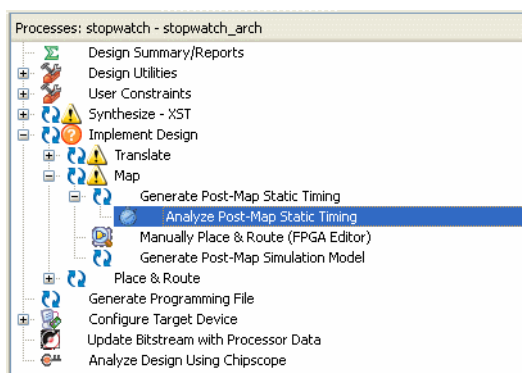 Processes: stopwatch - stopwatch_arch
Design Summary/Reports
Design Utilities
User Constraints
Synthesize - XST
Implement Design
Translate
Map
Generate Post-Map Static Timing
Analyze Post-Map Static Timing
Manually Place & Route (FPGA Editor)
Generate Post-Map Simulation Model
Place & Route
Generate Programming File
Configure Target Device
Update Bitstream with Processor Data
Analyze Design Using Chipscope